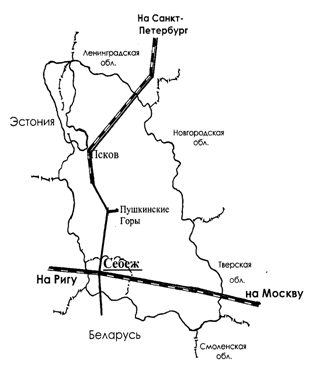 На Санкт-
Петербург
Ленинградская
обл.
Эстония
Новгородская
обл.
Псков
Пушкинские
Горы
Себеж
Тверская
обл.
На Ригу
на Москву
Беларусь
Смоленская
обл.